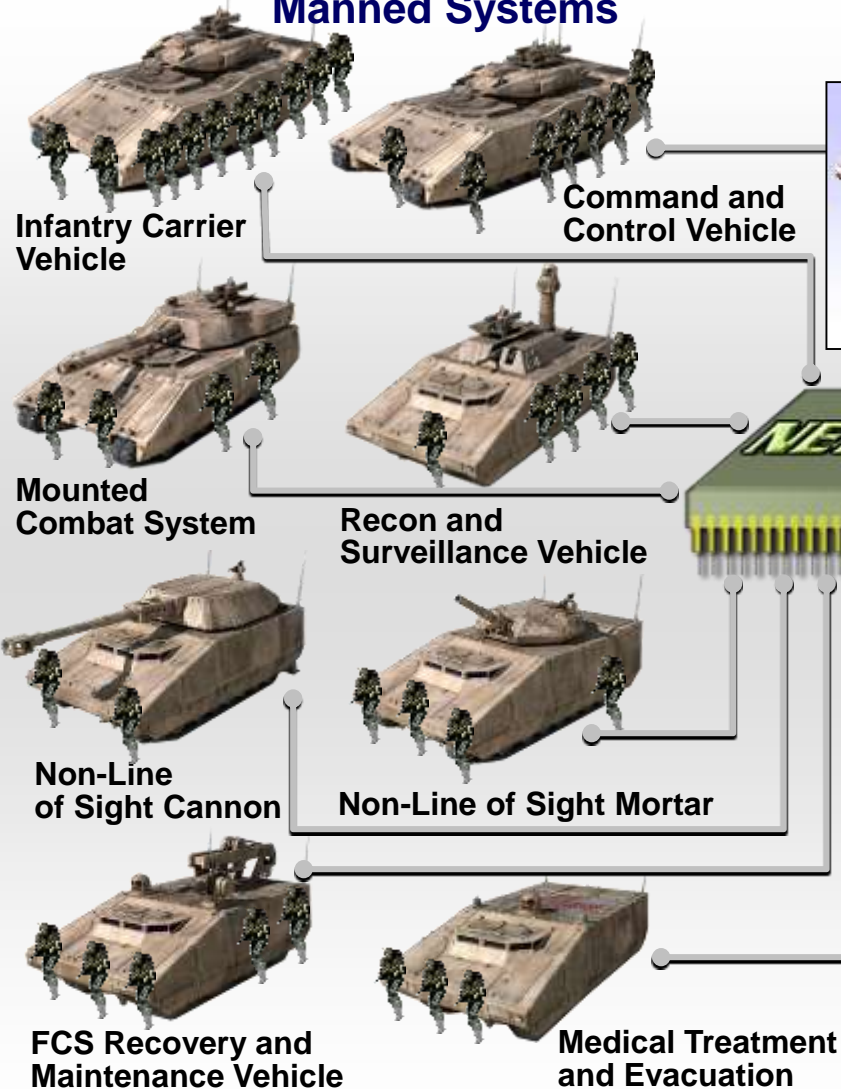 Manned Systems
Infantry Carrier
Vehicle
Command and
Control Vehicle
Mounted
Combat System
Recon and
Surveillance Vehicle
Non-Line
of Sight Cannon
Non-Line of Sight Mortar
FCS Recovery and
Maintenance Vehicle
Medical Treatment
and Evacuation